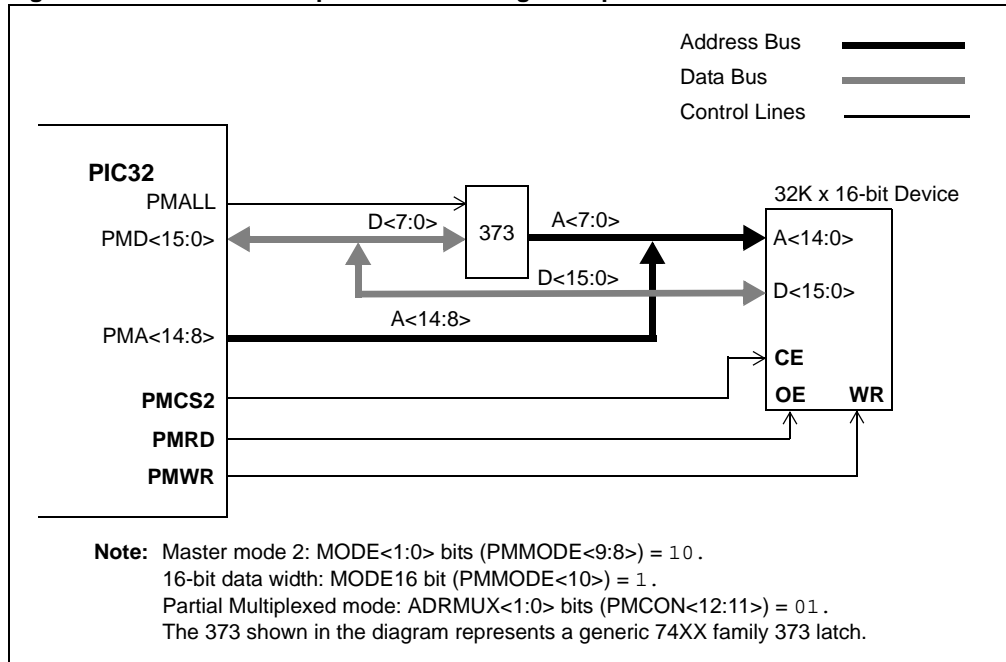 Address Bus
Data Bus
Control Lines
PIC32
PMALL
PMD<15:0>
D<7:0>
373
A<7:0>
32K x 16-bit Device
A<14:0>
D<15:0>
D<15:0>
PMA<14:8>
A<14:8>
CE
OE WR
PMCS2
PMRD
PMWR
Note: Master mode 2: MODE<1:0> bits (PMMODE<9:8>) = 10.
16-bit data width: MODE16 bit (PMMODE<10>) = 1.
Partial Multiplexed mode: ADRMUX<1:0> bits (PMCON<12:11>) = 01.
The 373 shown in the diagram represents a generic 74XX family 373 latch.